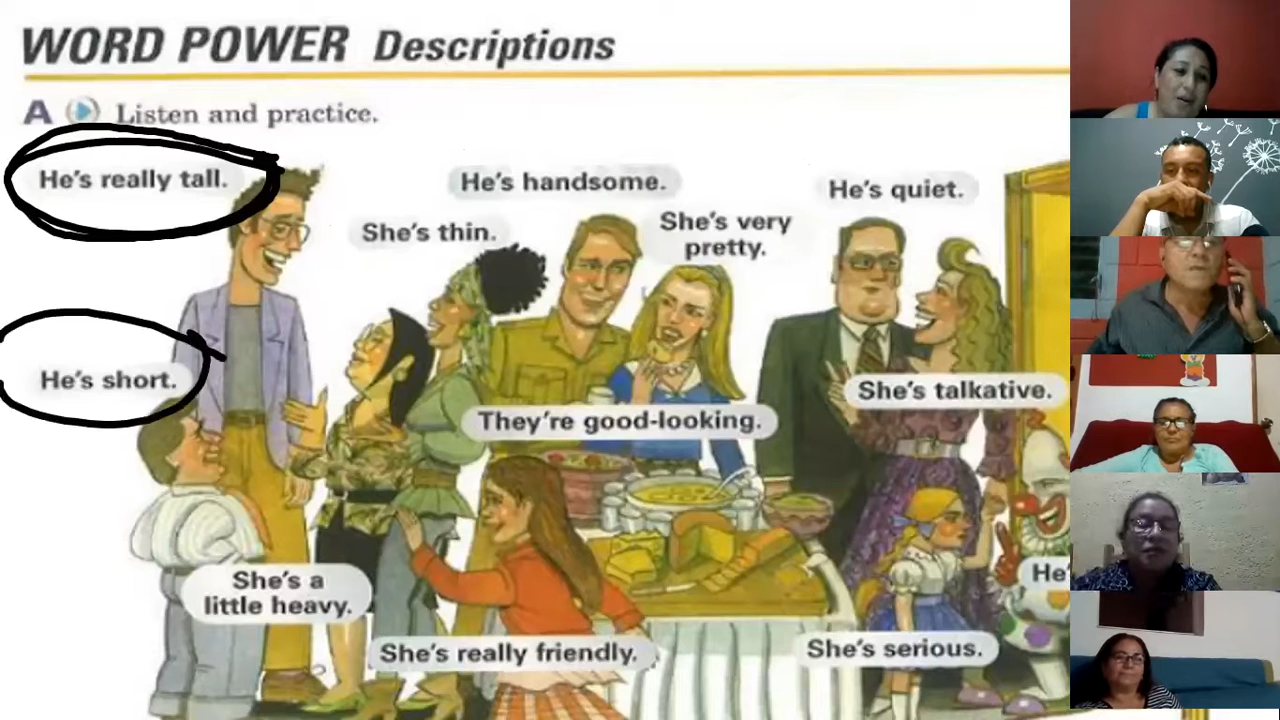 WORD POWER Descriptions
A Listen and practice.
He's really tall.
He's handsome.
He's quiet.
She's thin.
She's very
pretty.
He's short.
She's talkative.
They're good-looking.
She's a
little heavy.
He'
She's really friendly.
She's serious.